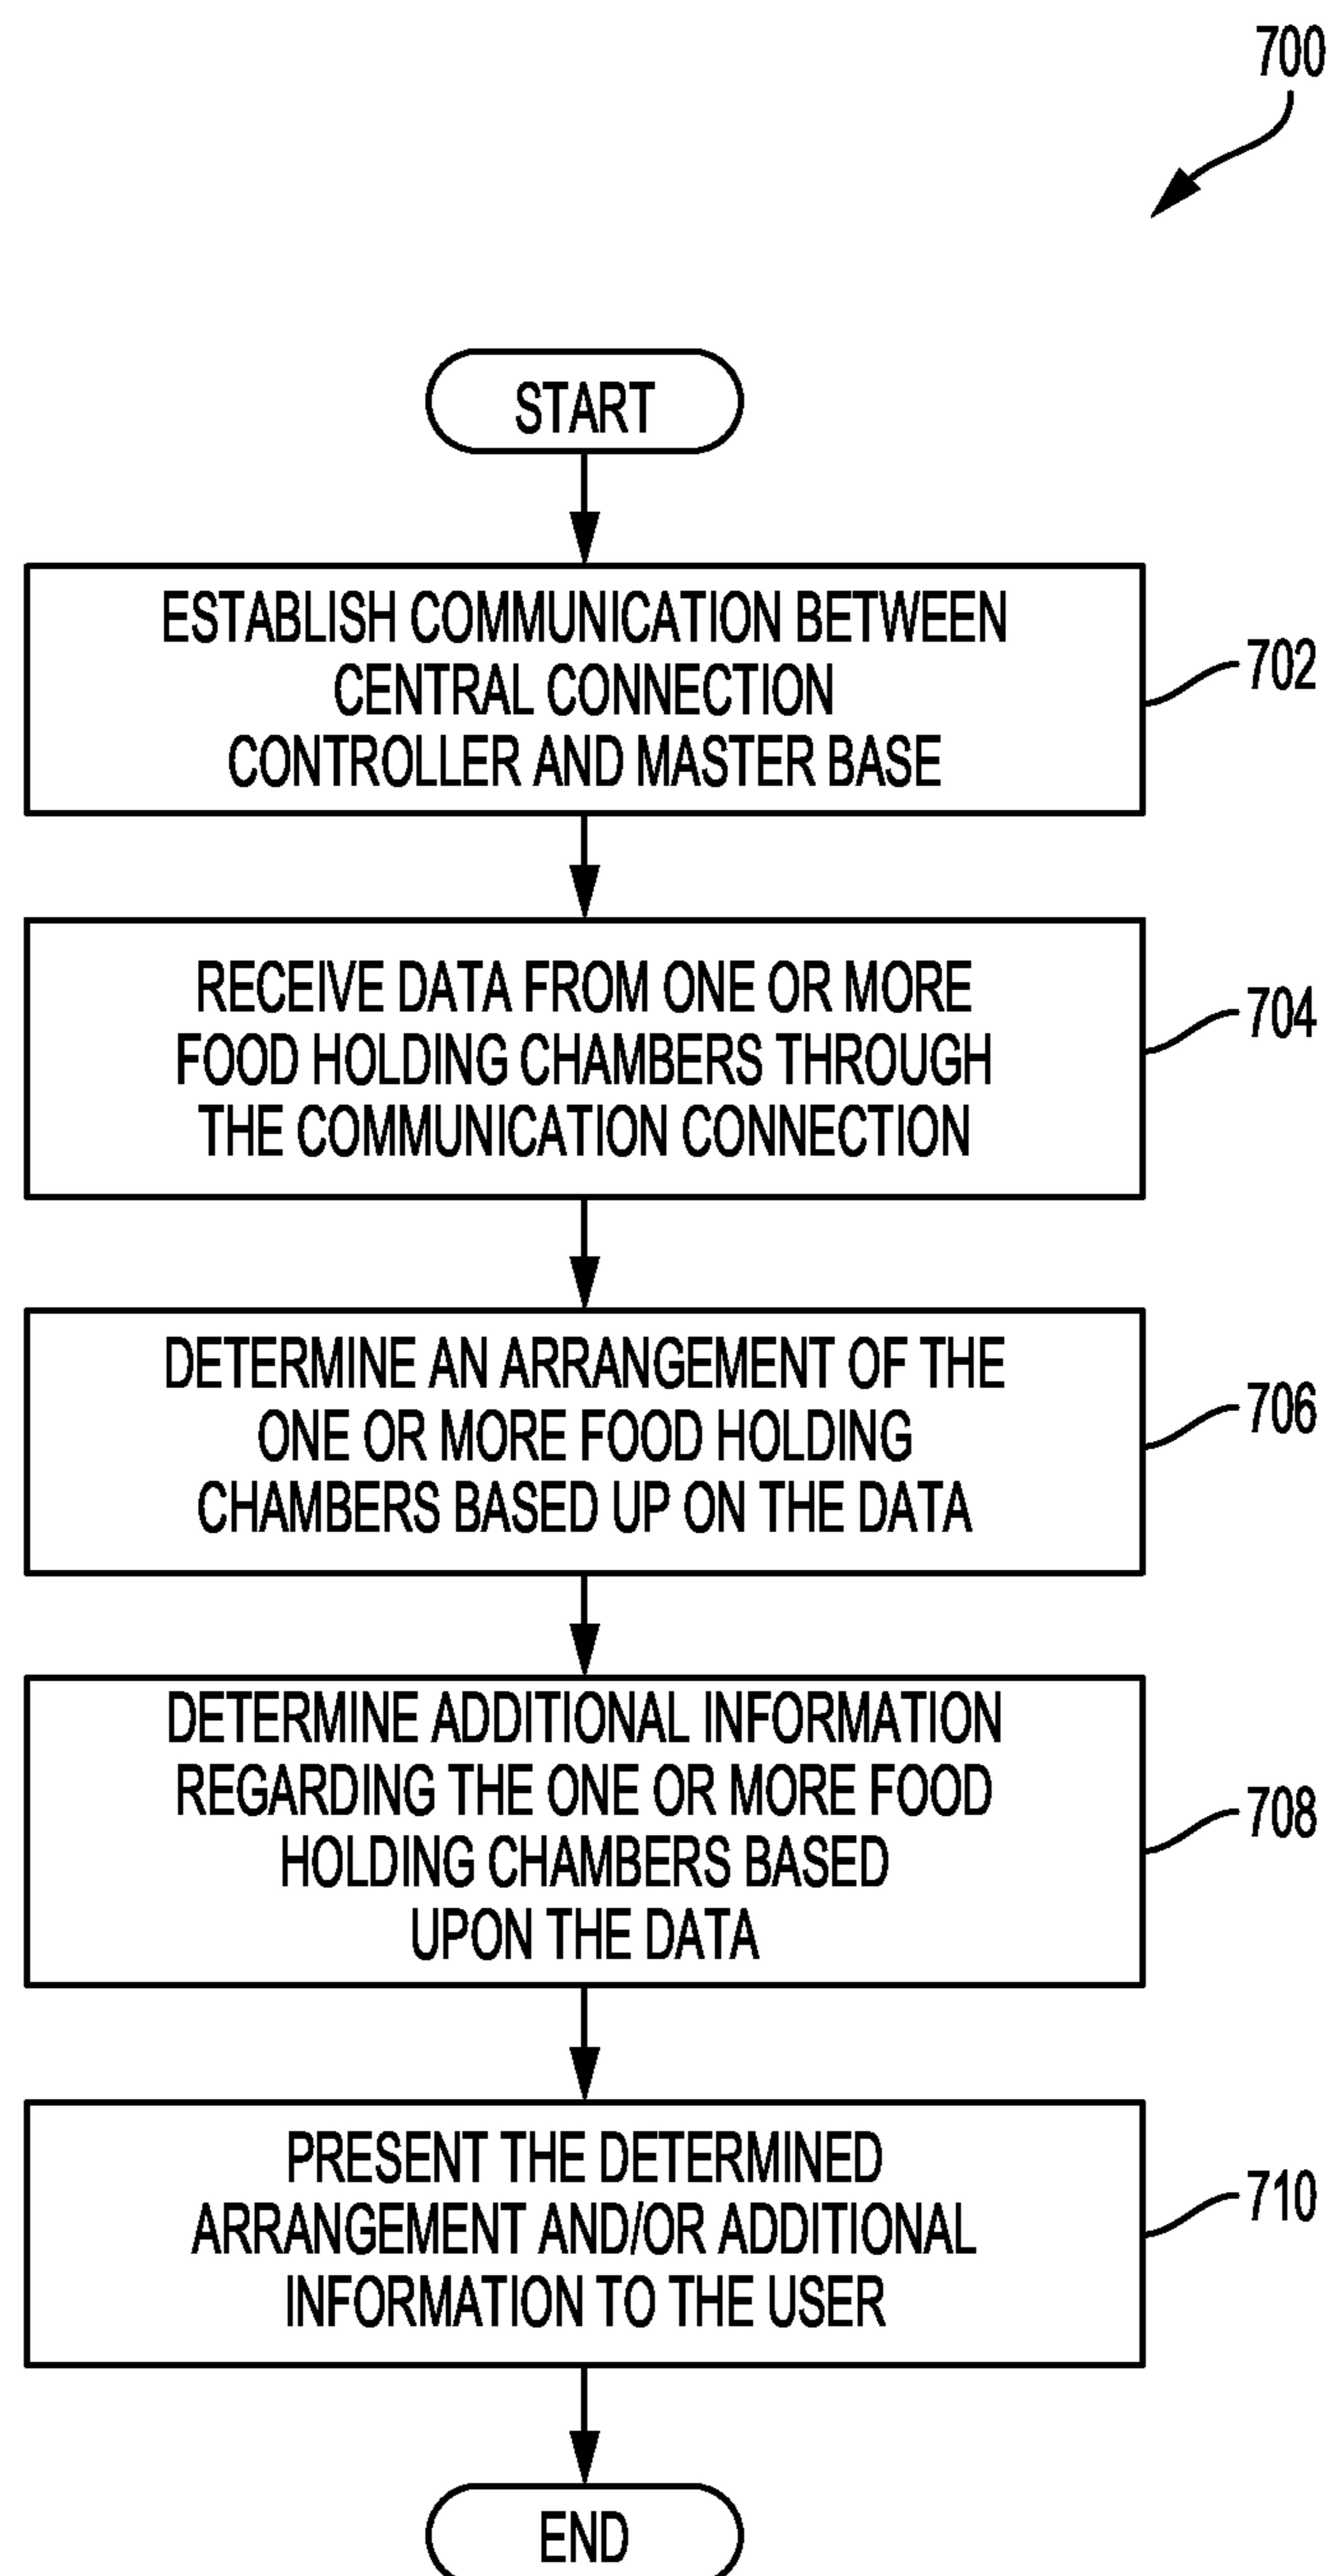 700
START
ESTABLISH COMMUNICATION BETWEEN
CENTRAL CONNECTION
CONTROLLER AND MASTER BASE
702
RECEIVE DATA FROM ONE OR MORE
FOOD HOLDING CHAMBERS THROUGH
THE COMMUNICATION CONNECTION
704
DETERMINE AN ARRANGEMENT OF THE
ONE OR MORE FOOD HOLDING
CHAMBERS BASED UP ON THE DATA
706
DETERMINE ADDITIONAL INFORMATION
REGARDING THE ONE OR MORE FOOD
HOLDING CHAMBERS BASED
UPON THE DATA
708
PRESENT THE DETERMINED
ARRANGEMENT AND/OR ADDITIONAL
INFORMATION TO THE USER
710
END